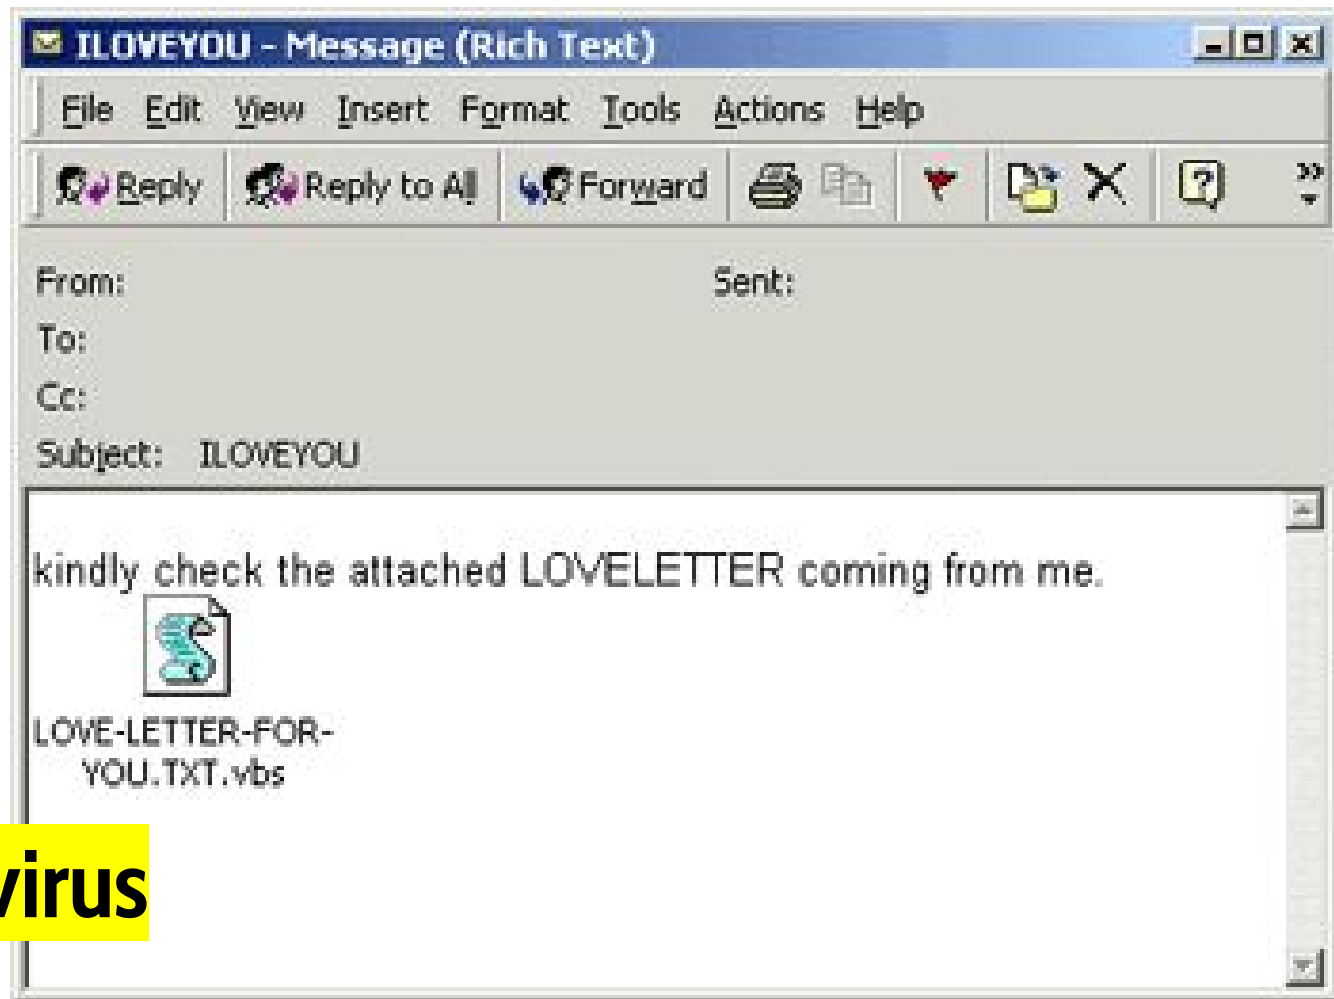 ILOVEYOU - Message (Rich Text)
File Edit View Insert Format Tools Actions Help
Reply Reply to All Forward
From: Sent:
To:
Cc:
Subject: ILOVEYOU
kindly check the attached LOVELETTER coming from me.
LOVE-LETTER-FOR-
YOU.TXT.vbs
virus